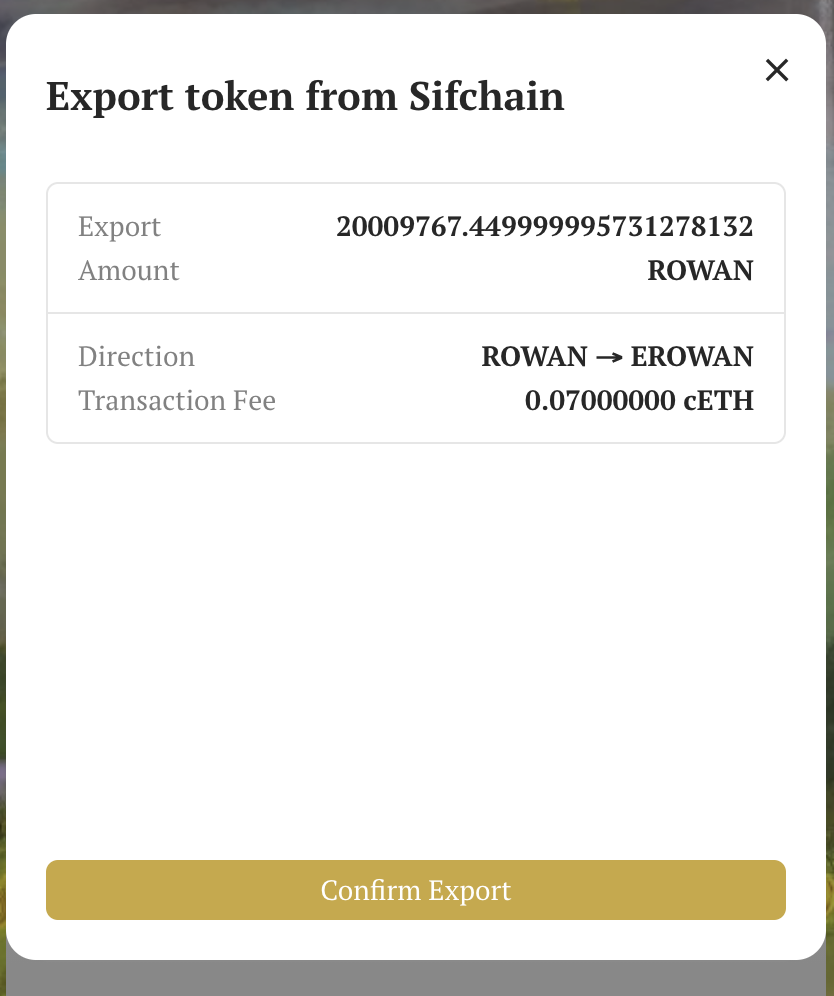 Export token from Sifchain
Export 20009767.449999995731278132
Amount ROWAN
Direction ROWAN → EROWAN
Transaction Fee 0.07000000 cETH
Confirm Export